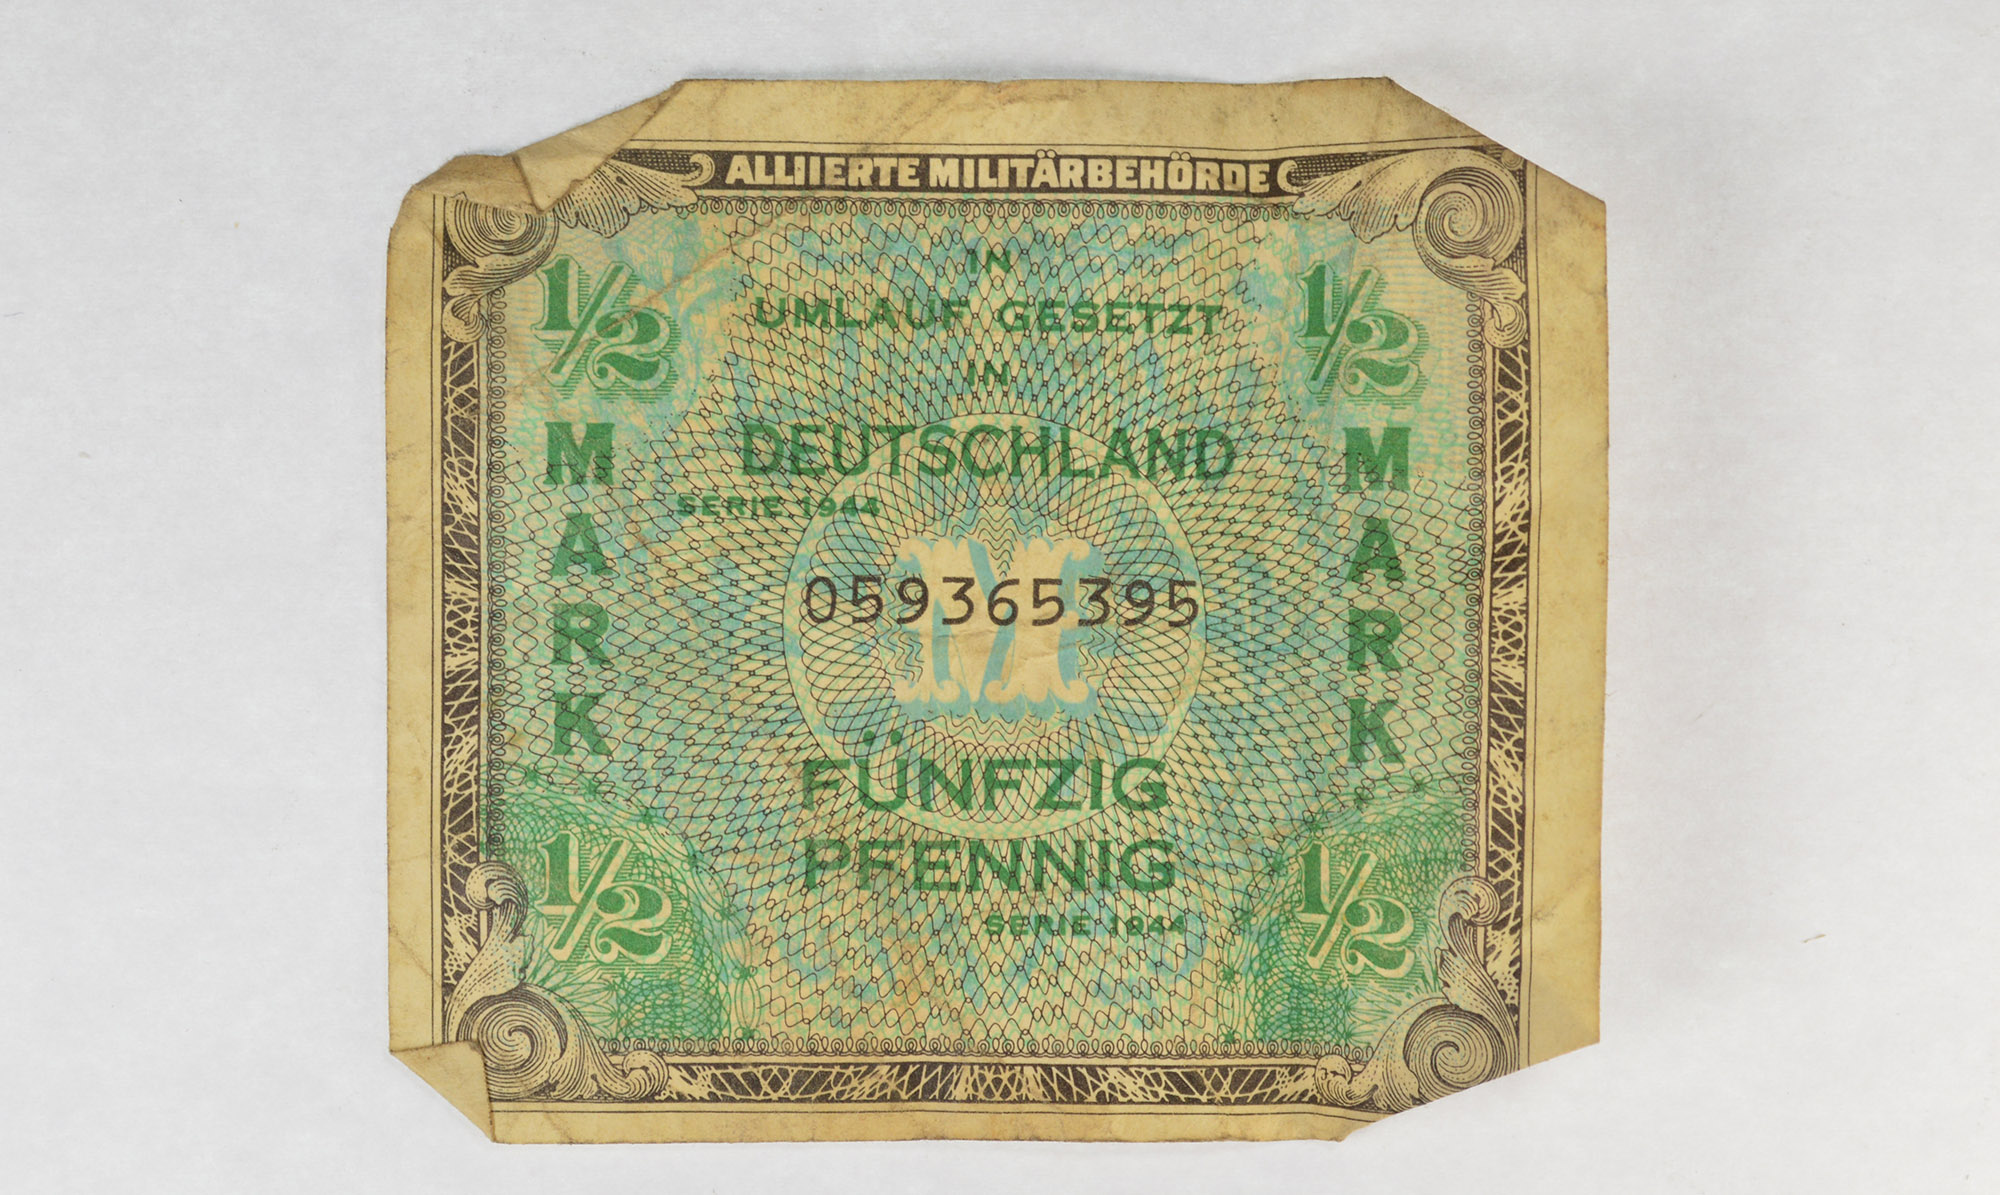 ALLIIERTE MILITÄRBEHÖRDE
1/2
1/2
IN
UMLAUF GESETZT
IN
DEUTSCHLAND
MARK
MARK
SERIE 1944
M
059365395
FÜNFZIG
PFENNIG
1/2
1/2
SERIE 1944